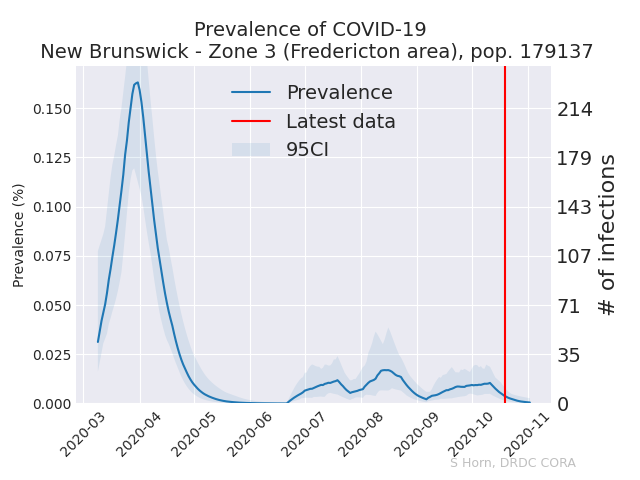 Prevalence of COVID-19
New Brunswick - Zone 3 (Fredericton area), pop. 179137
Prevalence
Latest data
95CI
Prevalence (%)
0.150
0.125
0.100
0.075
0.050
0.025
0.000
214
179
143
107
71
35
0
# of infections
2020-03
2020-04
2020-05
2020-06
2020-07
2020-08
2020-09
2020-10
2020-11
S Horn, DRDC CORA